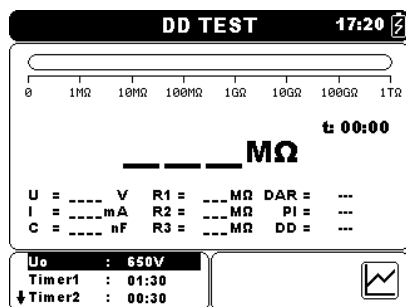 DD TEST 17:20
0 1MΩ 10MΩ 100MΩ 1GΩ 10GΩ 100GΩ 1TΩ
t: 00:00
___MΩ
U = ____ V R1 = ___MΩ DAR = ---
I = ____mA R2 = ___MΩ PI = ---
C = ____ nF R3 = ___MΩ DD = ---
Uo : 650V
Timer1 : 01:30
Timer2 : 00:30